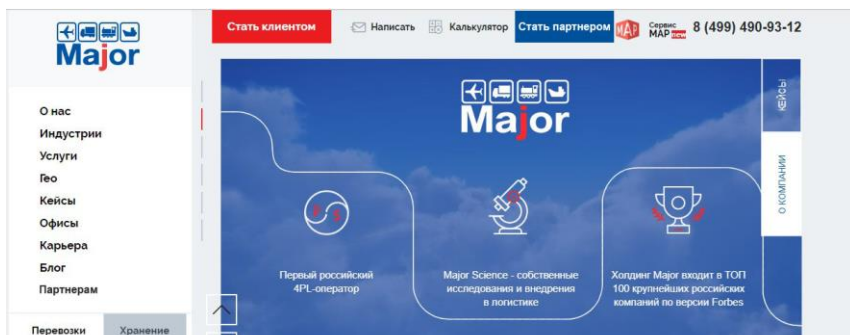 Major
Стать клиентом
Написать
Калькулятор
Стать партнером
MAP
Сервис
MAP new
8 (499) 490-93-12
О нас
Индустрии
Услуги
Гео
Кейсы
Офисы
Карьера
Блог
Партнерам
Перевозки
Хранение
Major
Первый российский
4PL-оператор
Major Science - собственные
исследования и внедрения
в логистике
Холдинг Major входит в ТОП
100 крупнейших российских
компаний по версии Forbes
КЕЙСЫ
О КОМПАНИИ